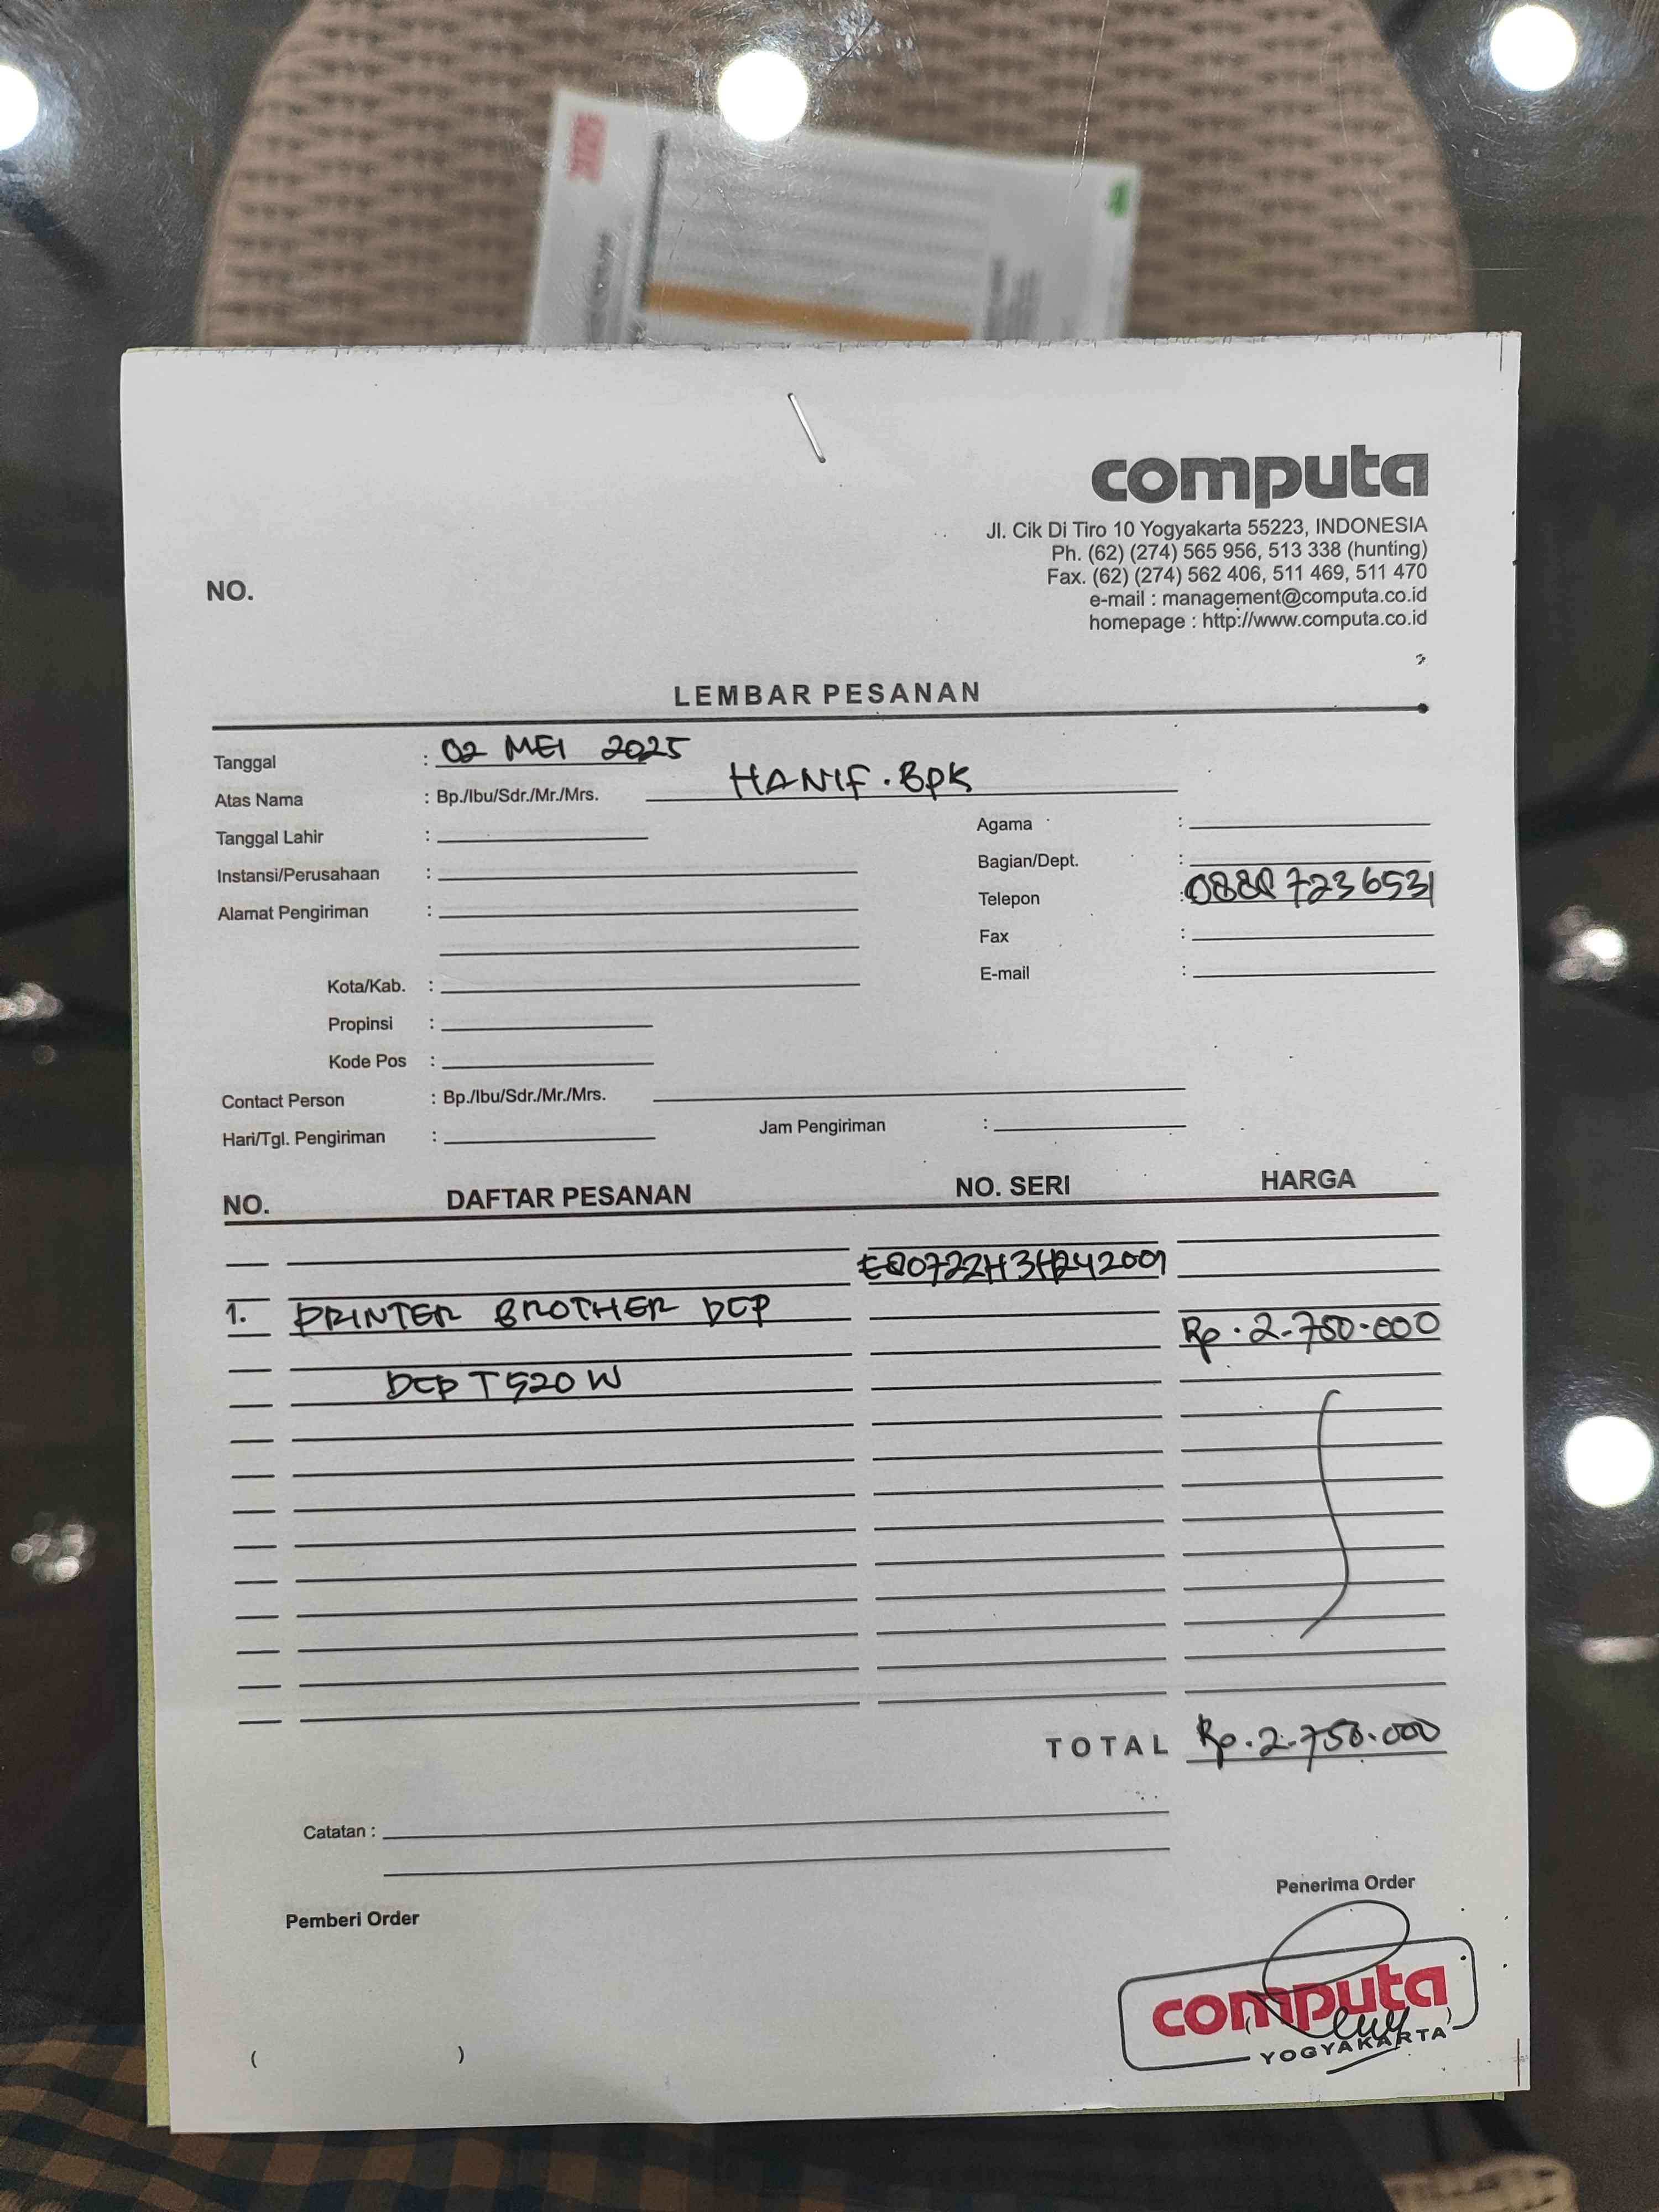 computa
Jl. Cik Di Tiro 10 Yogyakarta 55223, INDONESIA
Ph. (62) (274) 565 956, 513 338 (hunting)
Fax. (62) (274) 562 406, 511 469, 511 470
e-mail : management@computa.co.id
homepage : http://www.computa.co.id
NO.
LEMBAR PESANAN
Tanggal : 02 MEI 2025
Atas Nama : Bp./Ibu/Sdr./Mr./Mrs. HANIF . BPK
Tanggal Lahir :
Agama :
Instansi/Perusahaan :
Bagian/Dept. :
Alamat Pengiriman :
Telepon :
Fax :
E-mail :
Kota/Kab. :
Propinsi :
Kode Pos :
Contact Person : Bp./Ibu/Sdr./Mr./Mrs.
Hari/Tgl. Pengiriman :
Jam Pengiriman :
NO. DAFTAR PESANAN NO. SERI HARGA
1. PRINTER BROTHER DCP Rp. 2.750.000
DCP T520W
TOTAL Rp. 2.750.000
Catatan :
Penerima Order
Pemberi Order
computa
YOGYAKARTA
( )